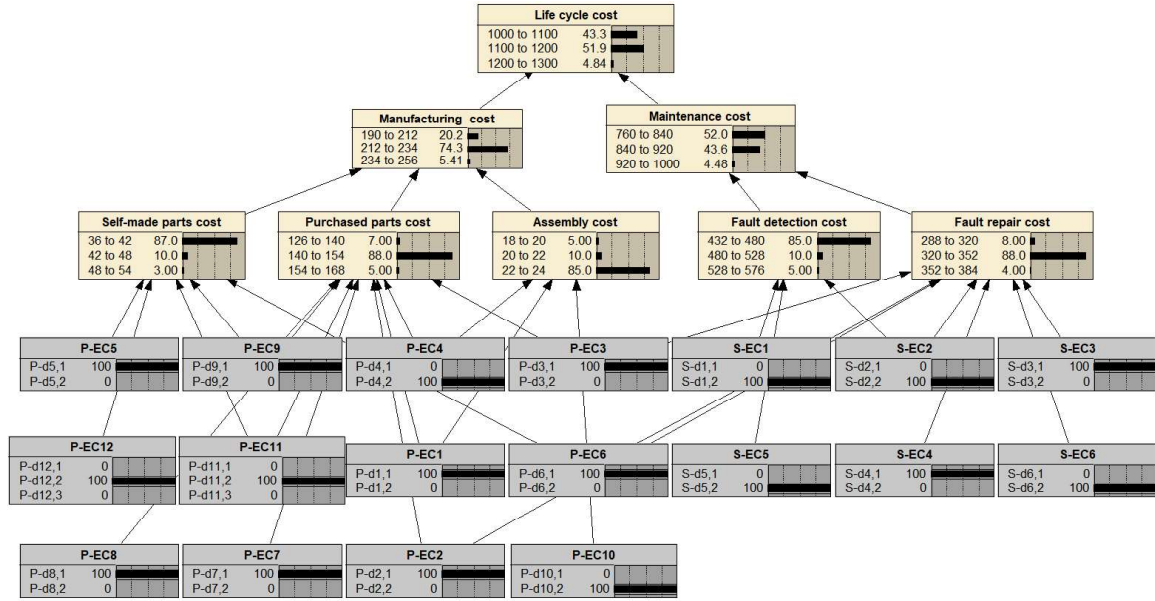 Life cycle cost
1000 to 1100 43.3
1100 to 1200 51.9
1200 to 1300 4.84
Manufacturing cost
190 to 212 20.2
212 to 234 74.3
234 to 256 5.41
Maintenance cost
760 to 840 52.0
840 to 920 43.6
920 to 1000 4.48
Self-made parts cost
36 to 42 87.0
42 to 48 10.0
48 to 54 3.00
Purchased parts cost
126 to 140 7.00
140 to 154 88.0
154 to 168 5.00
Assembly cost
18 to 20 5.00
20 to 22 10.0
22 to 24 85.0
Fault detection cost
432 to 480 85.0
480 to 528 10.0
528 to 576 5.00
Fault repair cost
288 to 320 8.00
320 to 352 88.0
352 to 384 4.00
P-EC5
P-d5,1 100
P-d5,2 0
P-EC9
P-d9,1 100
P-d9,2 0
P-EC4
P-d4,1 0
P-d4,2 100
P-EC3
P-d3,1 100
P-d3,2 0
S-EC1
S-d1,1 0
S-d1,2 100
S-EC2
S-d2,1 0
S-d2,2 100
S-EC3
S-d3,1 100
S-d3,2 0
P-EC12
P-d12,1 0
P-d12,2 100
P-d12,3 0
P-EC11
P-d11,1 0
P-d11,2 100
P-d11,3 0
P-EC1
P-d1,1 100
P-d1,2 0
P-EC6
P-d6,1 100
P-d6,2 0
S-EC5
S-d5,1 0
S-d5,2 100
S-EC4
S-d4,1 100
S-d4,2 0
S-EC6
S-d6,1 0
S-d6,2 100
P-EC8
P-d8,1 100
P-d8,2 0
P-EC7
P-d7,1 100
P-d7,2 0
P-EC2
P-d2,1 100
P-d2,2 0
P-EC10
P-d10,1 0
P-d10,2 100